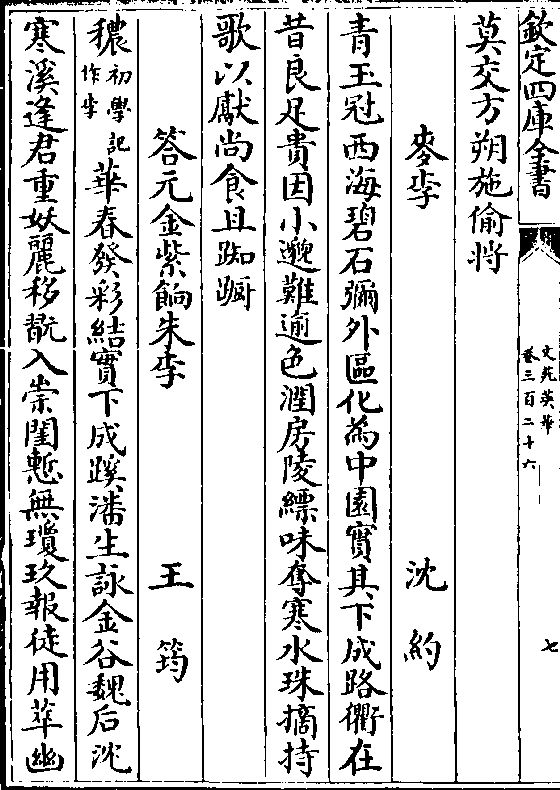 欽定四庫全書
文苑英華
卷三百二十六
七
莫交方朔施偷將
麥李 沈約
青玉冠西海碧石彌外區化為中園實其下成路衢在
昔良足貴因小邈難逾色潤房陵縹味奪寒水珠摘持
歌以獻尚食且踟蹰
答元金紫餉朱李 王筠
穠初學記作李華春發彩結實下成蹊潘生詠金谷魏后沈
寒溪逢君重妖麗移翫入崇閨慙無瓊玖報徒用萃幽